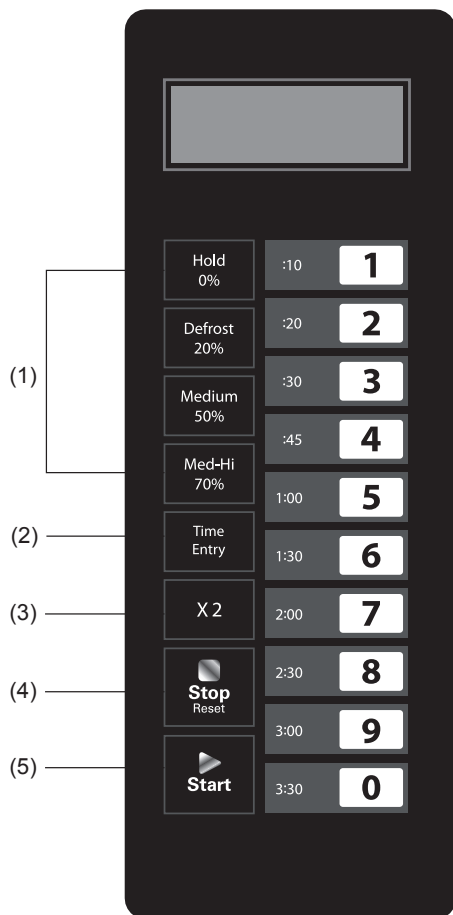 (1)
Hold
0%
Defrost
20%
Medium
50%
Med-Hi
70%
(2)
Time
Entry
(3)
X 2
(4)
Stop
Reset
(5)
Start
:10 1
:20 2
:30 3
:45 4
1:00 5
1:30 6
2:00 7
2:30 8
3:00 9
3:30 0